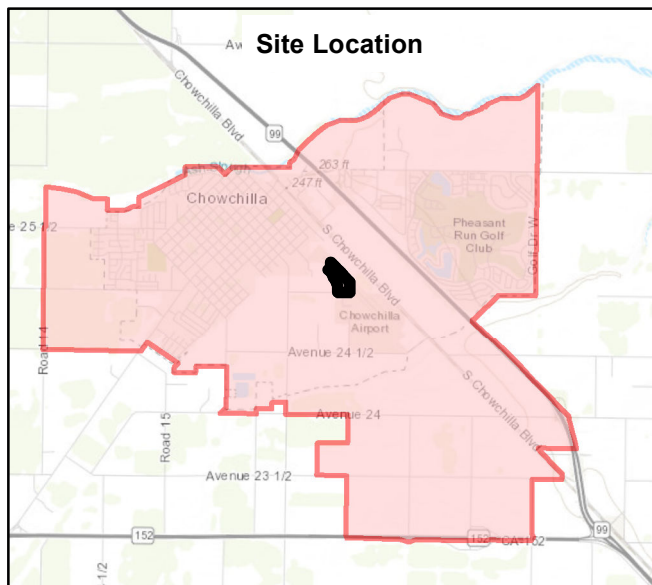 Site Location
Chowchilla Blvd
99
263 ft
247 ft
Chowchilla
25-1/2
S Chowchilla Blvd
Pheasant
Run Golf
Club
Golf Dr W
Chowchilla
Airport
Road 14
Avenue 24 1/2
S Chowchilla Blvd
Avenue 24
Road 15
Avenue 23-1/2
152
152
CA-152
99
-1/2